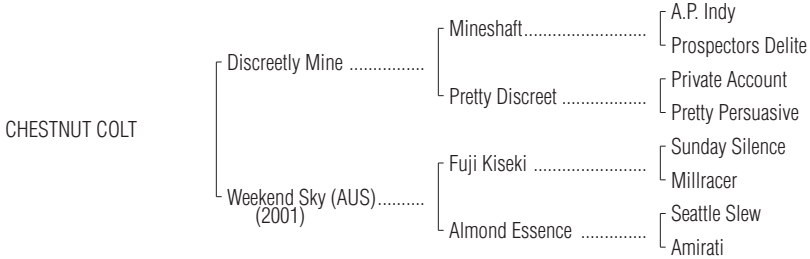 A.P. Indy
Mineshaft..........................
Prospectors Delite
Discreetly Mine ................
Private Account
Pretty Discreet ..................
Pretty Persuasive
CHESTNUT COLT
Sunday Silence
Fuji Kiseki ........................
Millracer
Weekend Sky (AUS)..........
(2001)
Seattle Slew
Almond Essence ..............
Amirati